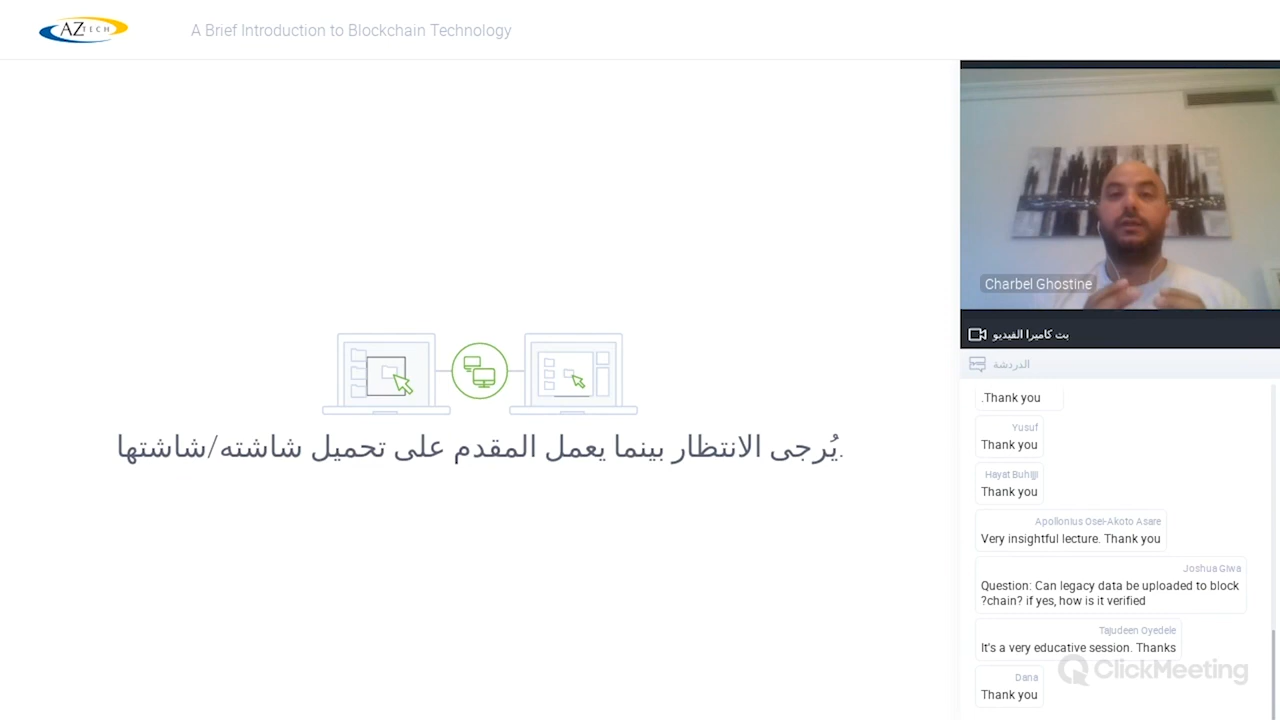 AZTECH
A Brief Introduction to Blockchain Technology
يُرجى الانتظار بينما يعمل المقدم على تحميل شاشته/شاشتها.
Charbel Ghostine
بت كاميرا الفيديو
الدردشة
.Thank you
Yusuf
Thank you
Hayat Buhijji
Thank you
Apollonius Osei-Akoto Asare
Very insightful lecture. Thank you
Joshua Giwa
Question: Can legacy data be uploaded to block
?chain? if yes, how is it verified
Tajudeen Oyedele
It's a very educative session. Thanks
ClickMeeting
Dana
Thank you